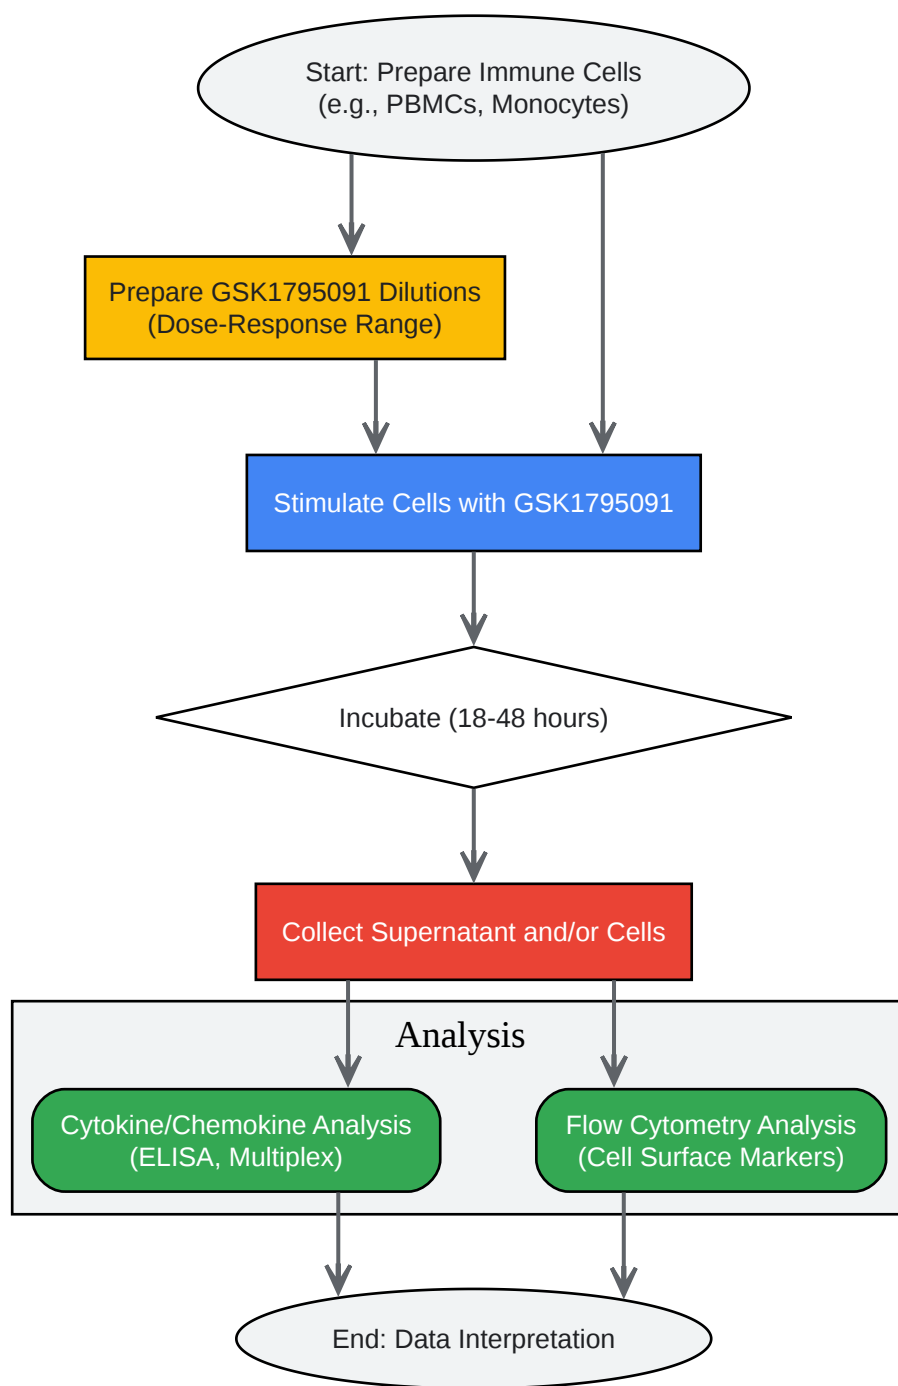 Start: Prepare Immune Cells
(e.g., PBMCs, Monocytes)
Prepare GSK1795091 Dilutions
(Dose-Response Range)
Stimulate Cells with GSK1795091
Incubate (18-48 hours)
Collect Supernatant and/or Cells
Analysis
Cytokine/Chemokine Analysis
(ELISA, Multiplex)
Flow Cytometry Analysis
(Cell Surface Markers)
End: Data Interpretation